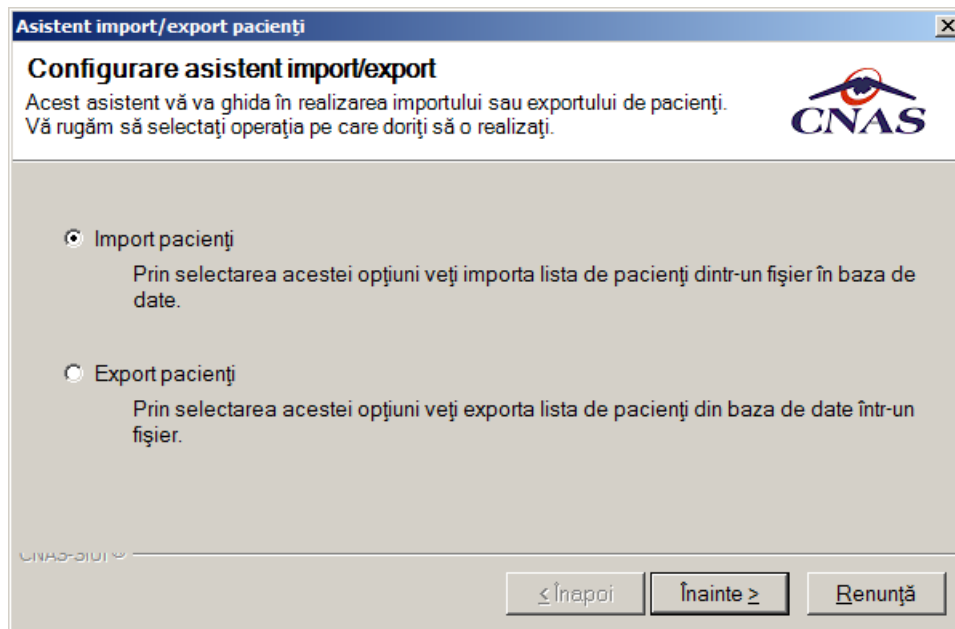 Asistent import/export pacienţi
Configurare asistent import/export
Acest asistent vă va ghida în realizarea importului sau exportului de pacienţi.
Vă rugăm să selectaţi operaţia pe care doriţi să o realizaţi.
CNAS
Import pacienţi
Prin selectarea acestei opţiuni veţi importa lista de pacienţi dintr-un fişier în baza de
date.
Export pacienţi
Prin selectarea acestei opţiuni veţi exporta lista de pacienţi din baza de date într-un
fişier.
CNAS-SIUI ©
< Înapoi
Înainte >
Renunţă